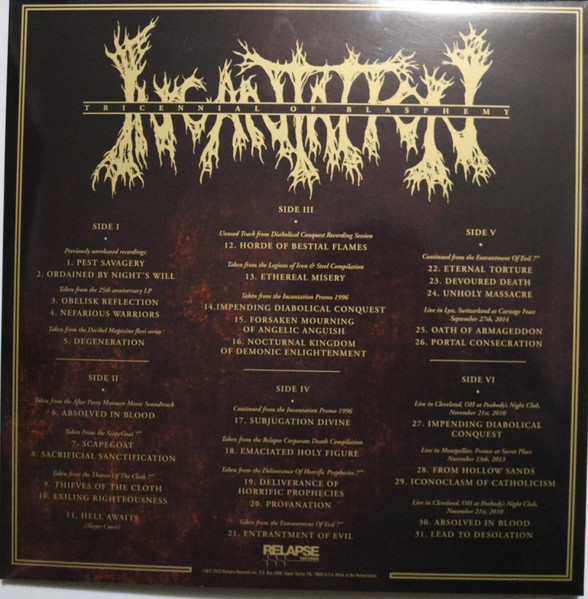 INCANTATION
TRICENNIAL OF BLASPHEMY
SIDE I
Previously unreleased recordings:
1. PEST SAVAGERY
2. ORDAINED BY NIGHT'S WILL
Taken from the 25th anniversary LP
3. OBELISK REFLECTION
4. NEFARIOUS WARRIORS
Taken from the Decibel Magazine flexi series
5. DEGENERATION
SIDE II
Taken from the After Party Massacre Movie Soundtrack
6. ABSOLVED IN BLOOD
Taken From the ScapeGoat 7"
7. SCAPEGOAT
8. SACRIFICIAL SANCTIFICATION
Taken from the Thieves Of The Cloth 7"
9. THIEVES OF THE CLOTH
10. EXILING RIGHTEOUSNESS
11. HELL AWAITS
(Slayer Cover)
SIDE III
Unused Track from Diabolical Conquest Recording Session
12. HORDE OF BESTIAL FLAMES
Taken from the Legions of Iron & Steel Compilation
13. ETHEREAL MISERY
Taken from the Incantation Promo 1996
14.IMPENDING DIABOLICAL CONQUEST
15. FORSAKEN MOURNING
OF ANGELIC ANGUISH
16. NOCTURNAL KINGDOM
OF DEMONIC ENLIGHTENMENT
SIDE IV
Continued from the Incantation Promo 1996
17. SUBJUGATION DIVINE
Taken from the Relapse Corporate Death Compilation
18. EMACIATED HOLY FIGURE
Taken from the Deliverance Of Horrific Prophecies 7"
19. DELIVERANCE OF
HORRIFIC PROPHECIES
20. PROFANATION
Taken from the Entrantment Of Evil 7"
21. ENTRANTMENT OF EVIL
RELAPSE
RECORDS
SIDE V
Continued from the Entrantment Of Evil 7"
22. ETERNAL TORTURE
23. DEVOURED DEATH
24. UNHOLY MASSACRE
Live in Lyss, Switzerland at Carnage Feast
September 27th, 2014
25. OATH OF ARMAGEDDON
26. PORTAL CONSECRATION
SIDE VI
Live in Cleveland, OH at Peabody's Night Club,
November 21st, 2010
27. IMPENDING DIABOLICAL
CONQUEST
Live in Montpellier, France at Secret Place
November 13th, 2013
28. FROM HOLLOW SANDS
29. ICONOCLASM OF CATHOLICISM
Live in Cleveland, OH at Peabody's Night Club,
November 21st, 2010
30. ABSOLVED IN BLOOD
31. LEAD TO DESOLATION